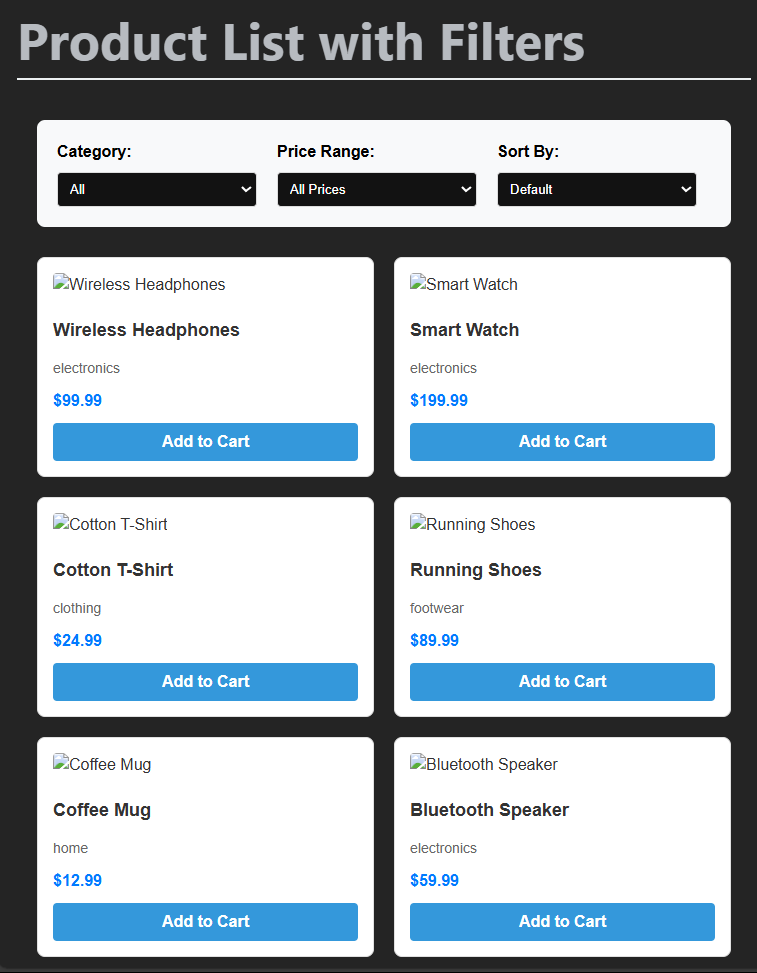 Product List with Filters
Category: Price Range: Sort By:
All All Prices Default
Wireless Headphones Smart Watch
Wireless Headphones Smart Watch
electronics electronics
$99.99 $199.99
Add to Cart Add to Cart
Cotton T-Shirt Running Shoes
Cotton T-Shirt Running Shoes
clothing footwear
$24.99 $89.99
Add to Cart Add to Cart
Coffee Mug Bluetooth Speaker
Coffee Mug Bluetooth Speaker
home electronics
$12.99 $59.99
Add to Cart Add to Cart